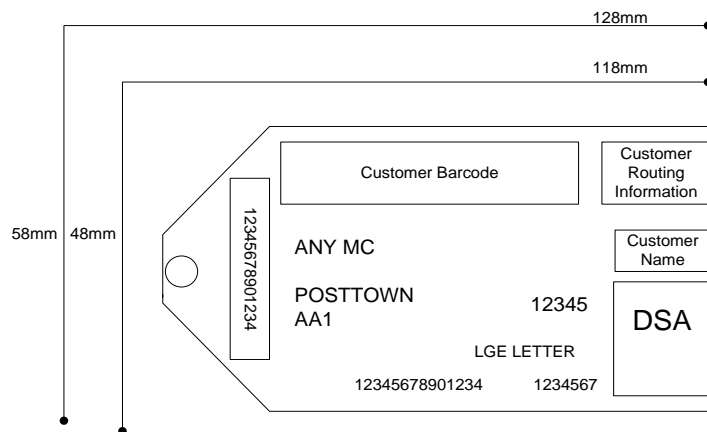 128mm
118mm
Customer Barcode
Customer
Routing
Information
58mm
48mm
12345678901234
ANY MC
Customer
Name
POSTTOWN
AA1
12345
DSA
LGE LETTER
12345678901234
1234567